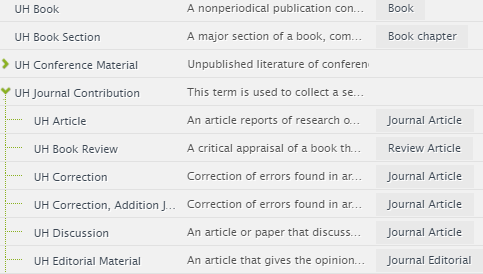 UH Book A nonperiodical publication con... Book
UH Book Section A major section of a book, com... Book chapter
UH Conference Material Unpublished literature of conferen
UH Journal Contribution This term is used to collect a se...
UH Article An article reports of research o... Journal Article
UH Book Review A critical appraisal of a book th... Review Article
UH Correction Correction of errors found in ar... Journal Article
UH Correction, Addition J... Correction of errors found in ar... Journal Article
UH Discussion An article or paper that discuss... Journal Article
UH Editorial Material An article that gives the opinion... Journal Editorial